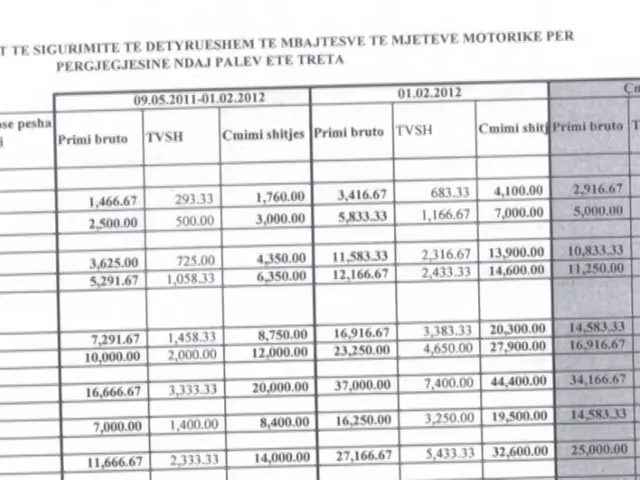 T TE SIGURIMITE TE DETYRUESHEM TE MBAJTESVE TE MJETEVE MOTORIKE PER
PERGJEGJESINE NDAJ PALEV ETE TRETA
09.05.2011-01.02.2012 01.02.2012
se pesha Primi bruto TVSH Cmimi shitjes Primi bruto TVSH Cmimi shitj Primi bruto T
1,466.67 293.33 1,760.00 3,416.67 683.33 4,100.00 2,916.67
2,500.00 500.00 3,000.00 5,833.33 1,166.67 7,000.00 5,000.00
3,625.00 725.00 4,350.00 11,583.33 2,316.67 13,900.00 10,833.33
5,291.67 1,058.33 6,350.00 12,166.67 2,433.33 14,600.00 11,250.00
7,291.67 1,458.33 8,750.00 16,916.67 3,383.33 20,300.00 14,583.33
10,000.00 2,000.00 12,000.00 23,250.00 4,650.00 27,900.00 16,916.67
16,666.67 3,333.33 20,000.00 37,000.00 7,400.00 44,400.00 34,166.67
7,000.00 1,400.00 8,400.00 16,250.00 3,250.00 19,500.00 14,583.33
11,666.67 2,333.33 14,000.00 27,166.67 5,433.33 32,600.00 25,000.00